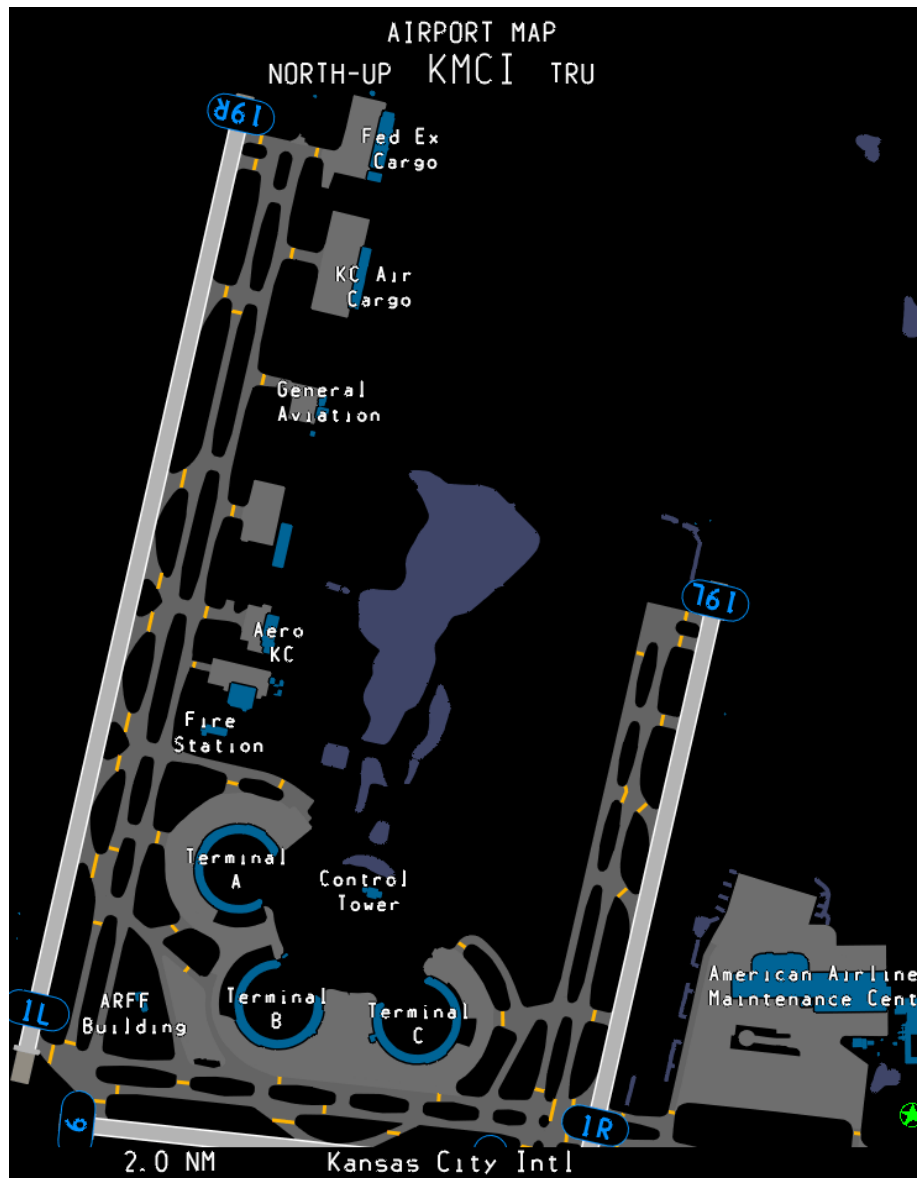 AIRPORT MAP
NORTH-UP KMCI TRU
19R
Fed Ex
Cargo
KC Air
Cargo
General
Aviation
19L
Aero
KC
Fire
Station
Terminal
A
Control
Tower
American Airline
Maintenance Cent
1L
ARFF
Building
Terminal
B
Terminal
C
9
1R
2.0 NM Kansas City Intl